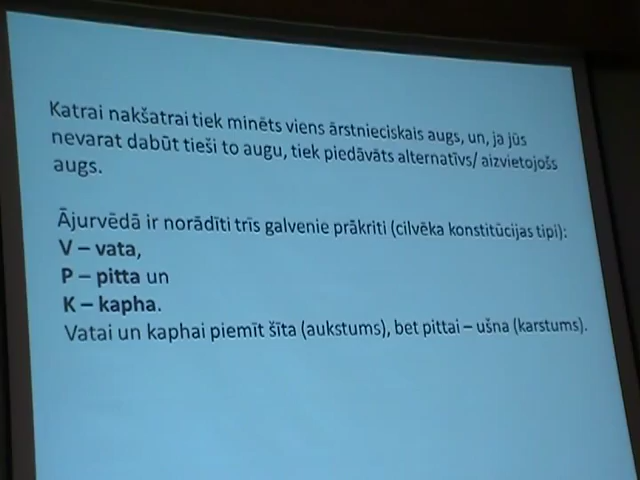 Katrai nakšatrai tiek minēts viens ārstnieciskais augs, un, ja jūs
nevarat dabūt tieši to augu, tiek piedāvāts alternatīvs/ aizvietojošs
augs.
Ājurvēdā ir norādīti trīs galvenie prākriti (cilvēka konstitūcijas tipi):
V – vata,
P – pitta un
K – kapha.
Vatai un kaphai piemīt šīta (aukstums), bet pittai – ušna (karstums).